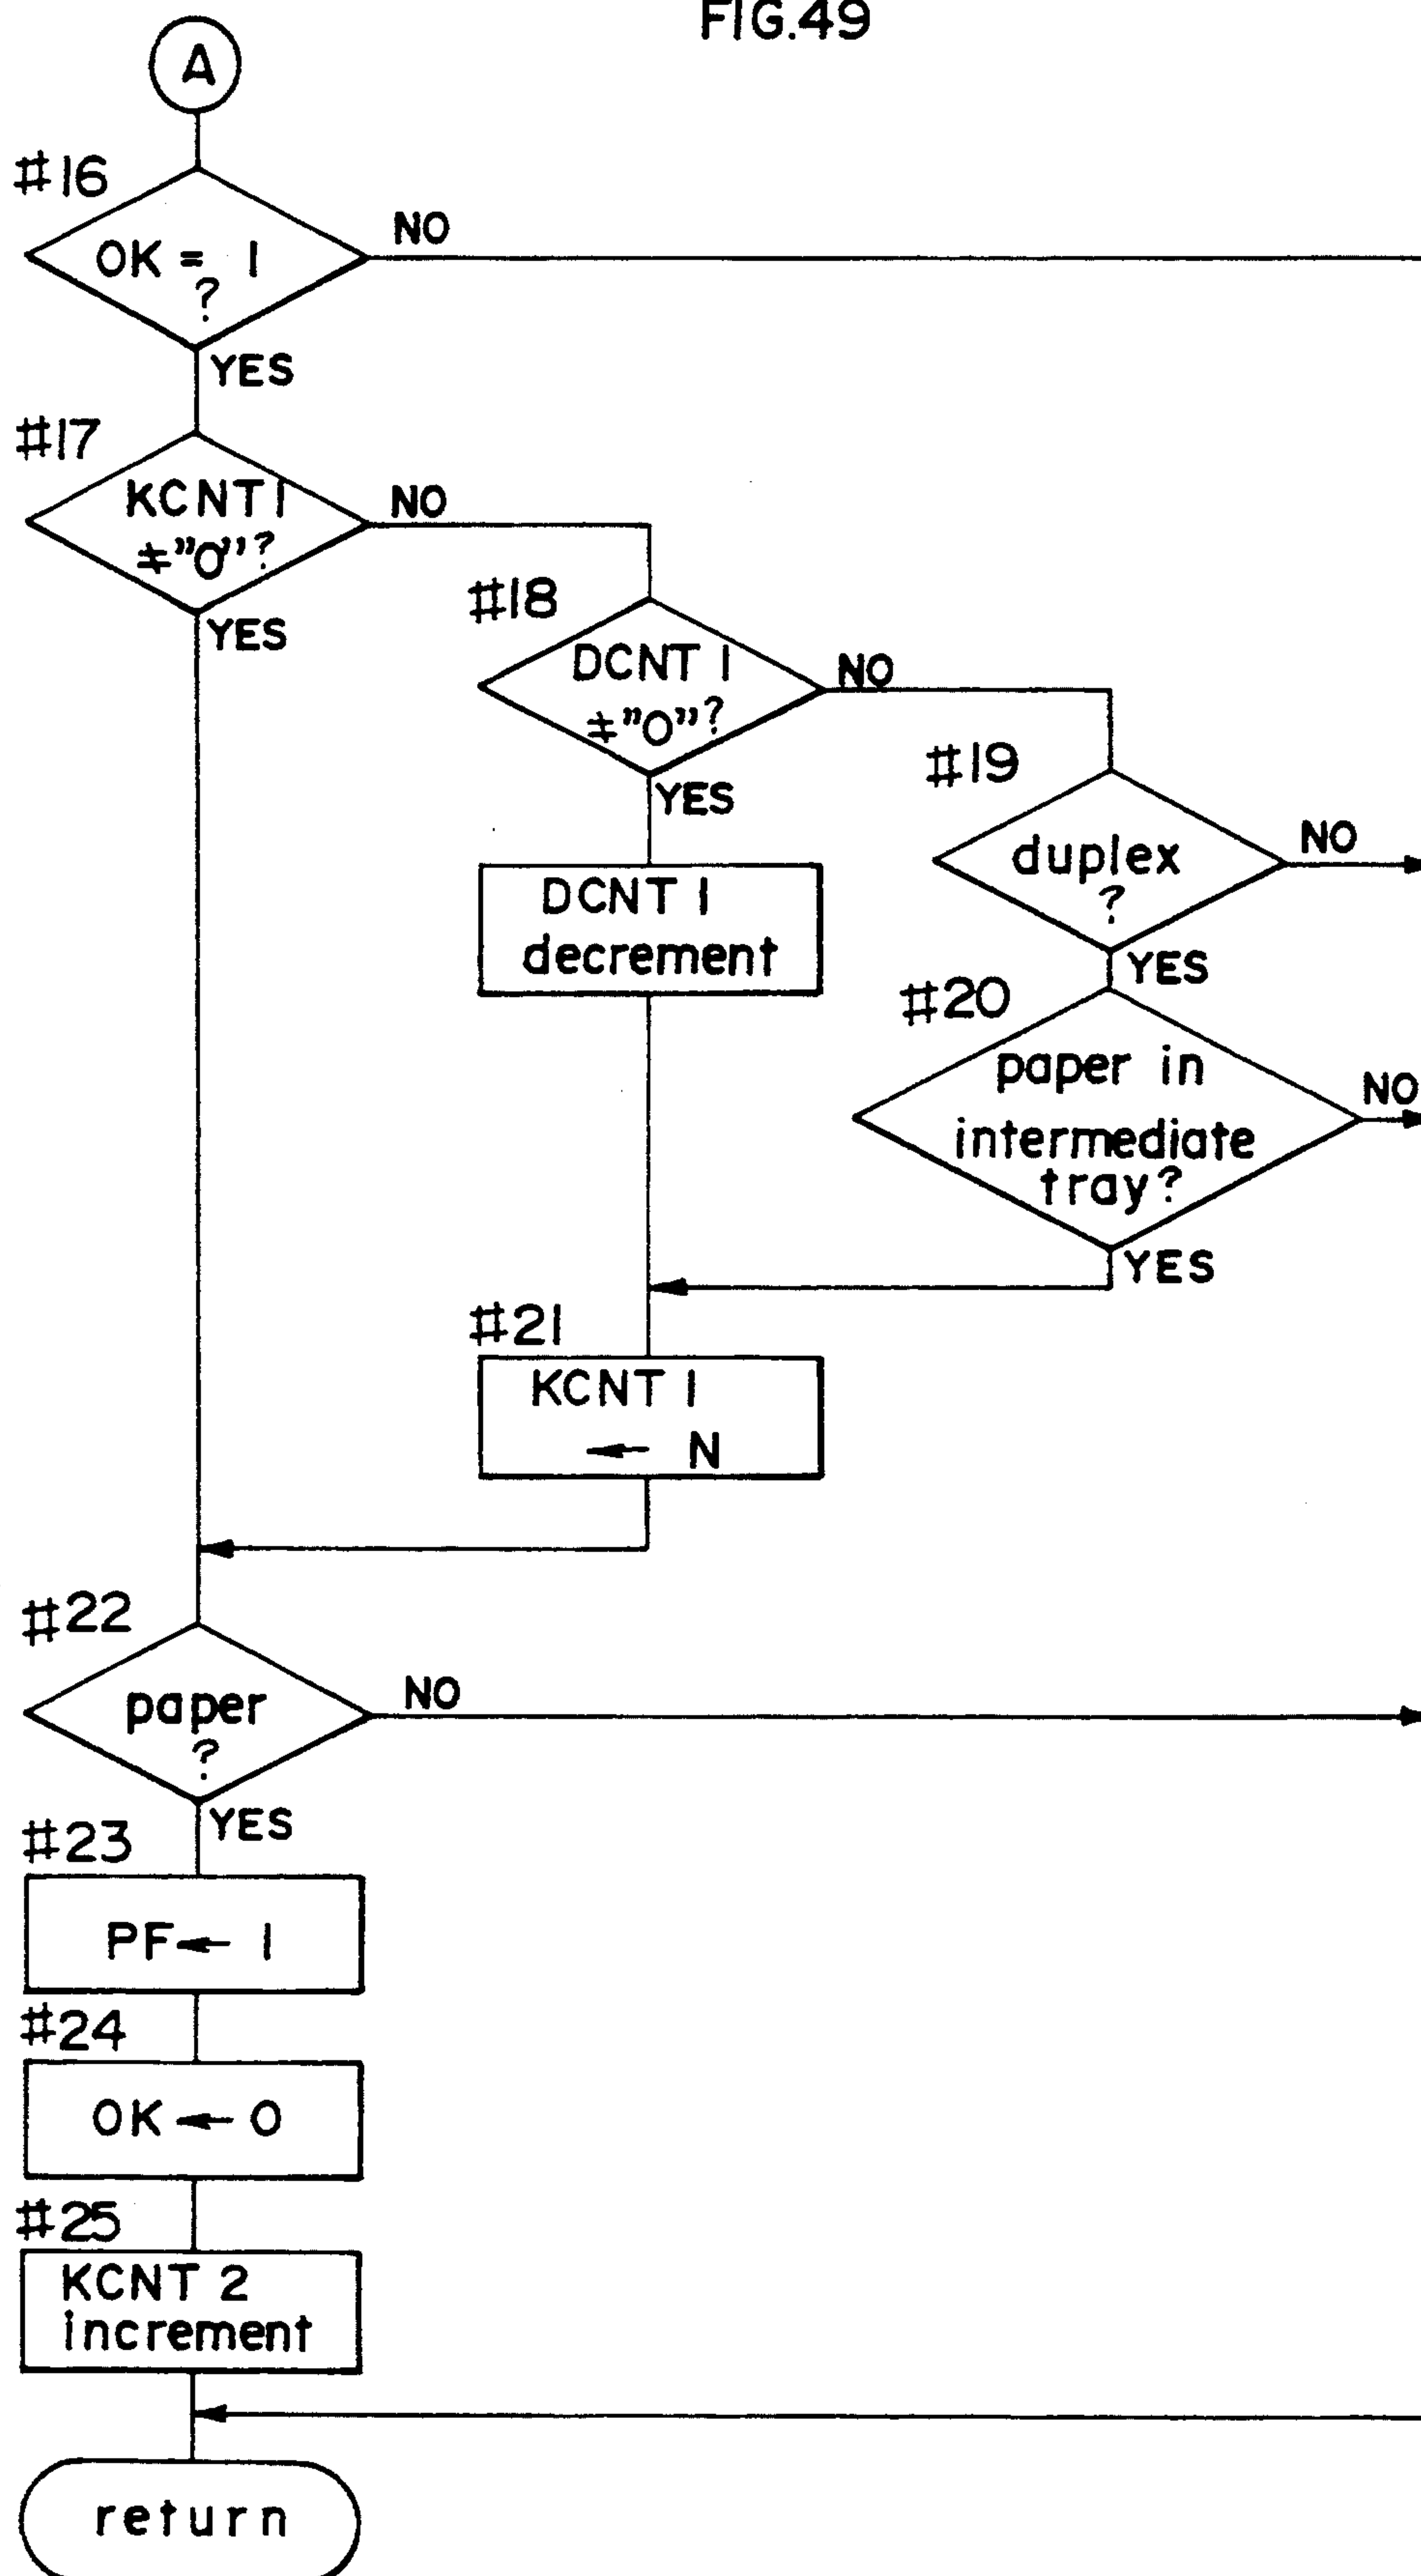 FIG.49
A
#16
OK = 1
?
NO
YES
#17
KCNT1
≠"0"?
NO
YES
#18
DCNT 1
≠"0"?
NO
YES
DCNT 1
decrement
#19
duplex
?
NO
YES
#20
paper in
intermediate
tray?
NO
YES
#21
KCNT 1
← N
#22
paper
?
NO
YES
#23
PF← 1
#24
OK ← 0
#25
KCNT 2
increment
return